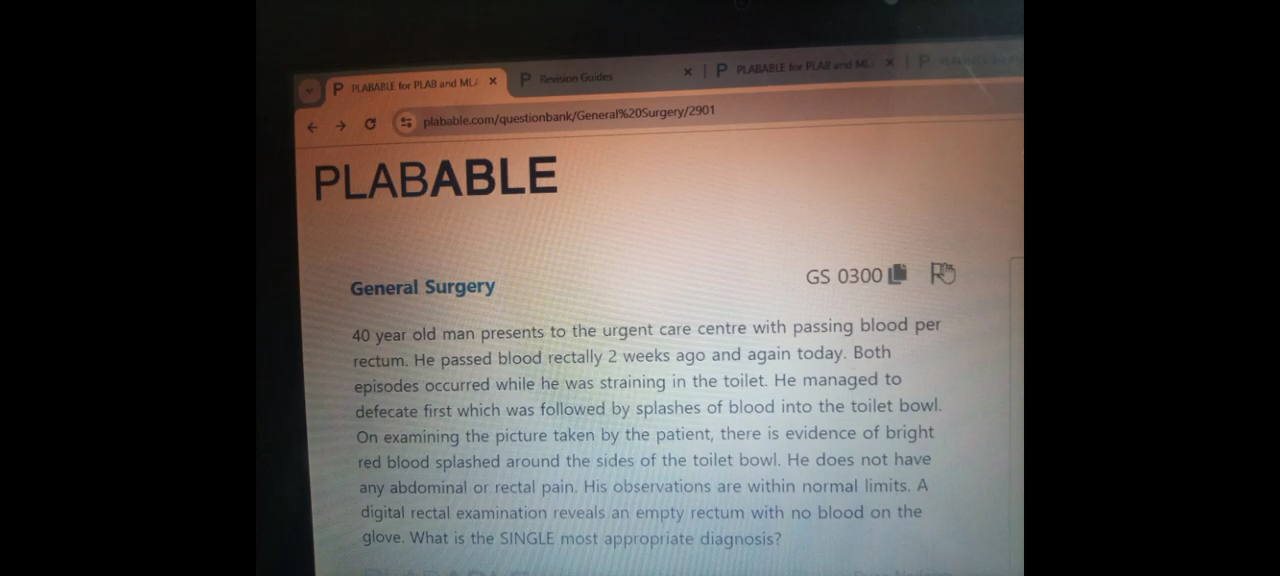 PLABABLE for PLAB and MLA
Revision Guides
PLABABLE for PLAB and ML
plabable.com/questionbank/General%20Surgery/2901
PLABABLE
General Surgery
GS 0300
40 year old man presents to the urgent care centre with passing blood per
rectum. He passed blood rectally 2 weeks ago and again today. Both
episodes occurred while he was straining in the toilet. He managed to
defecate first which was followed by splashes of blood into the toilet bowl.
On examining the picture taken by the patient, there is evidence of bright
red blood splashed around the sides of the toilet bowl. He does not have
any abdominal or rectal pain. His observations are within normal limits. A
digital rectal examination reveals an empty rectum with no blood on the
glove. What is the SINGLE most appropriate diagnosis?